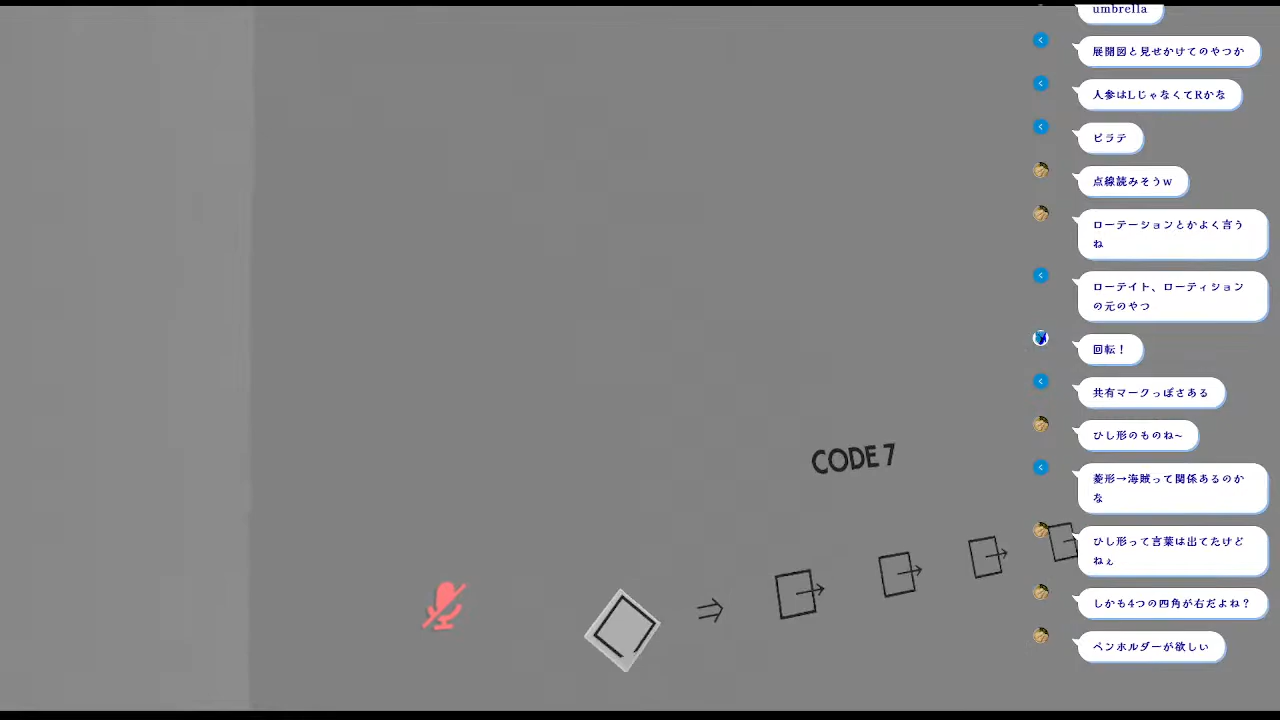 umbrella
展開図と見せかけてのやつか
人参はLじゃなくてRかな
ピラテ
点線読みそうw
ローテーションとかよく言う
ね
ローテイト、ローティション
の元のやつ
回転！
共有マークっぽさある
ひし形のものね~
菱形→海賊って関係あるのか
な
ひし形って言葉は出てたけど
ねぇ
しかも4つの四角が右だよね？
ペンホルダーが欲しい
CODE 7